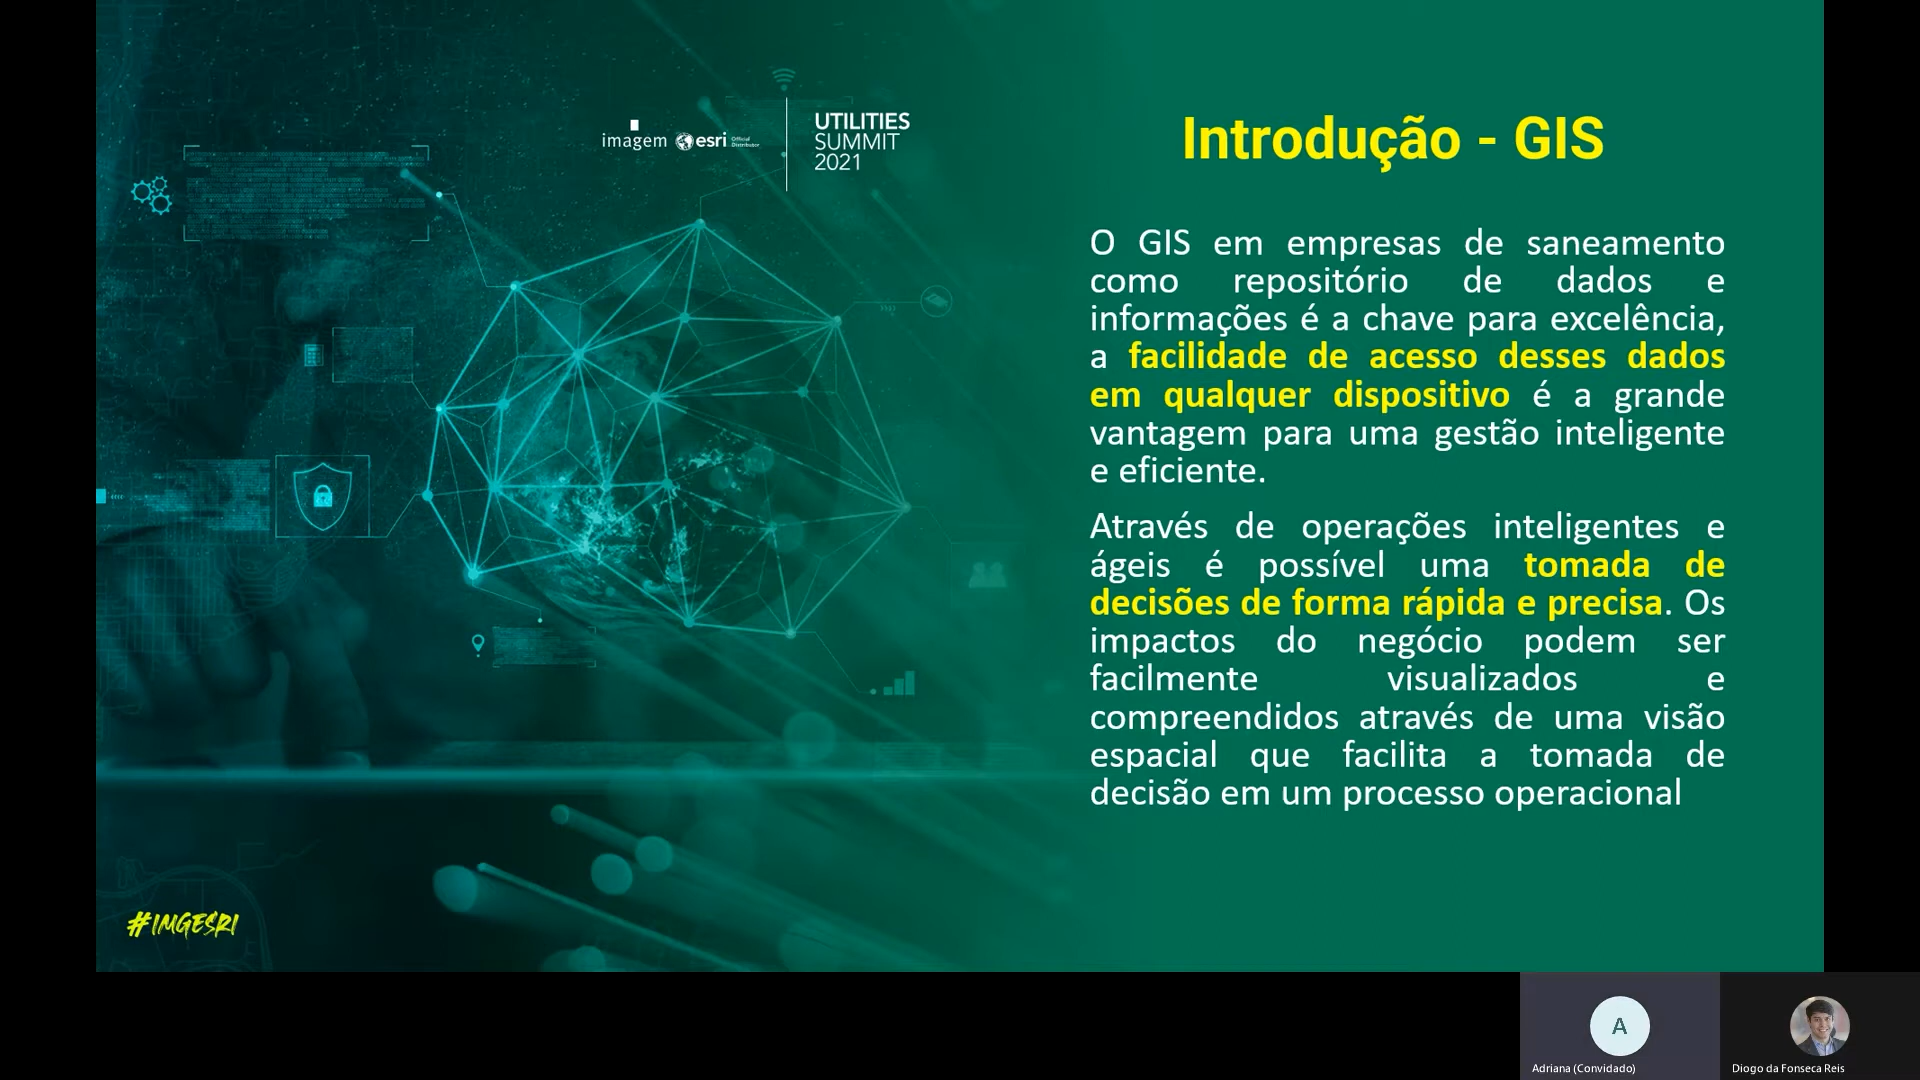 imagem
esri Official
Distributor
UTILITIES
SUMMIT
2021
Introdução - GIS
O GIS em empresas de saneamento
como repositório de dados e
informações é a chave para excelência,
a facilidade de acesso desses dados
em qualquer dispositivo é a grande
vantagem para uma gestão inteligente
e eficiente.
Através de operações inteligentes e
ágeis é possível uma tomada de
decisões de forma rápida e precisa. Os
impactos do negócio podem ser
facilmente visualizados e
compreendidos através de uma visão
espacial que facilita a tomada de
decisão em um processo operacional
#IMGESRI
A
Adriana (Convidado)
Diogo da Fonseca Reis